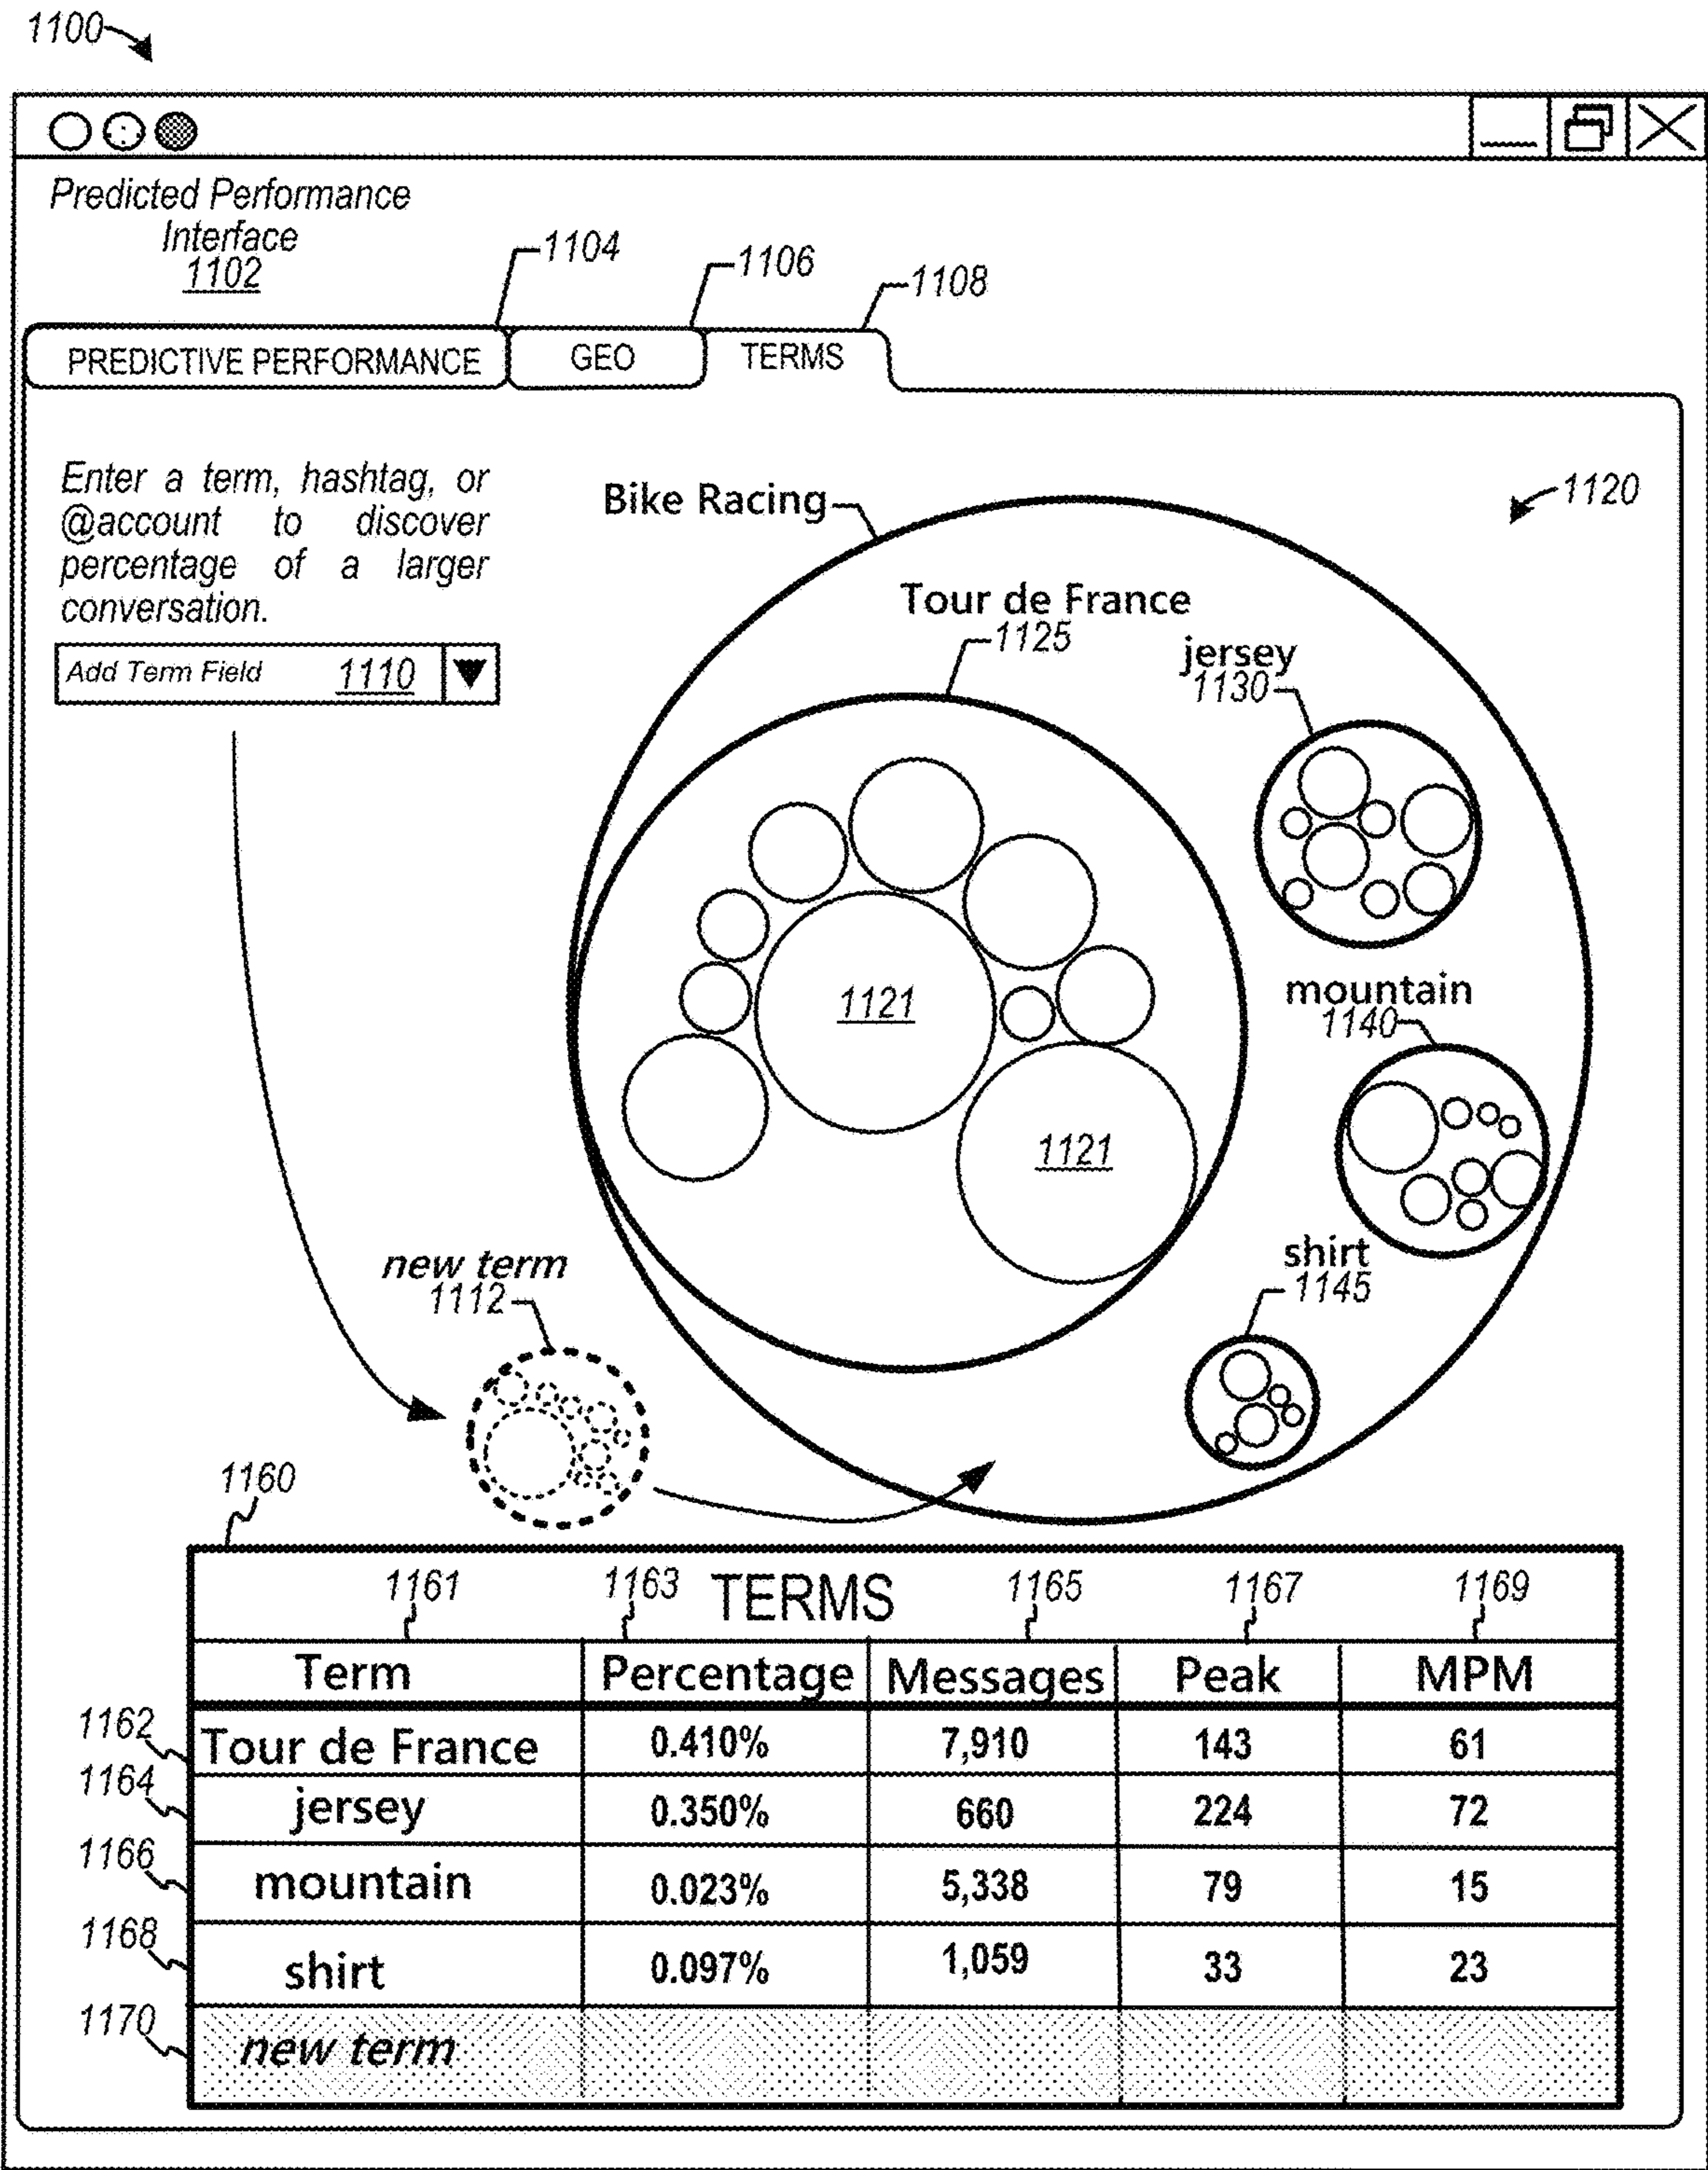 1100
Predicted Performance
Interface
1102
1104
1106
1108
PREDICTIVE PERFORMANCE
GEO
TERMS
Enter a term, hashtag, or
@account to discover
percentage of a larger
conversation.
Add Term Field 1110
Bike Racing
1120
Tour de France
1125
jersey
1130
1121
mountain
1140
1121
shirt
1145
new term
1112
1160
TERMS
1161 1163 1165 1167 1169
Term Percentage Messages Peak MPM
1162 Tour de France 0.410% 7,910 143 61
1164 jersey 0.350% 660 224 72
1166 mountain 0.023% 5,338 79 15
1168 shirt 0.097% 1,059 33 23
1170 new term